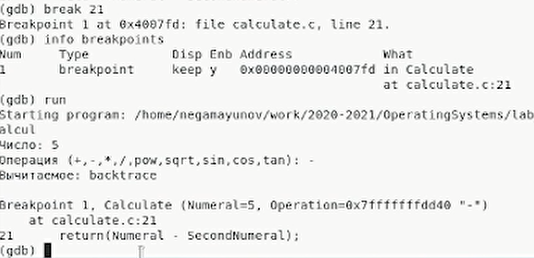 (gdb) break 21
Breakpoint 1 at 0x4007fd: file calculate.c, line 21.
(gdb) info breakpoints
Num Type Disp Enb Address What
1 breakpoint keep y 0x00000000004007fd in Calculate
at calculate.c:21
(gdb) run
Starting program: /home/negamayunov/work/2020-2021/OperatingSystems/lab
alcul
Число: 5
Операция (+,-,*,/,pow,sqrt,sin,cos,tan): -
Вычитаемое: backtrace
Breakpoint 1, Calculate (Numeral=5, Operation=0x7fffffffdd40 "-")
at calculate.c:21
21 return(Numeral - SecondNumeral);
(gdb)